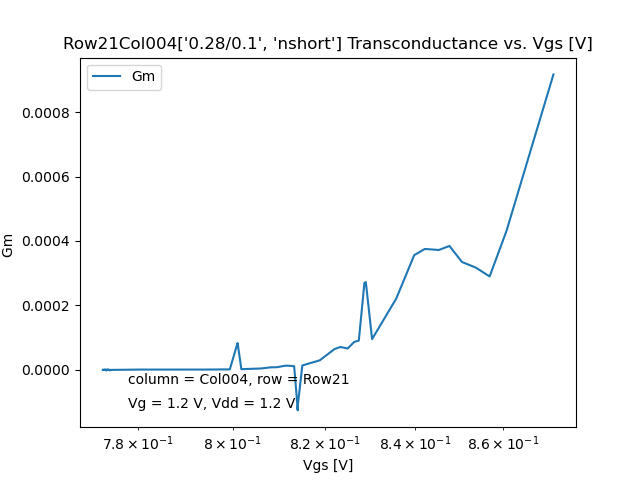 Row21Col004['0.28/0.1', 'nshort'] Transconductance vs. Vgs [V]
Gm
0.0008
0.0006
0.0004
0.0002
0.0000
Gm
column = Col004, row = Row21
Vg = 1.2 V, Vdd = 1.2 V
7.8 × 10⁻¹ 8 × 10⁻¹ 8.2 × 10⁻¹ 8.4 × 10⁻¹ 8.6 × 10⁻¹
Vgs [V]